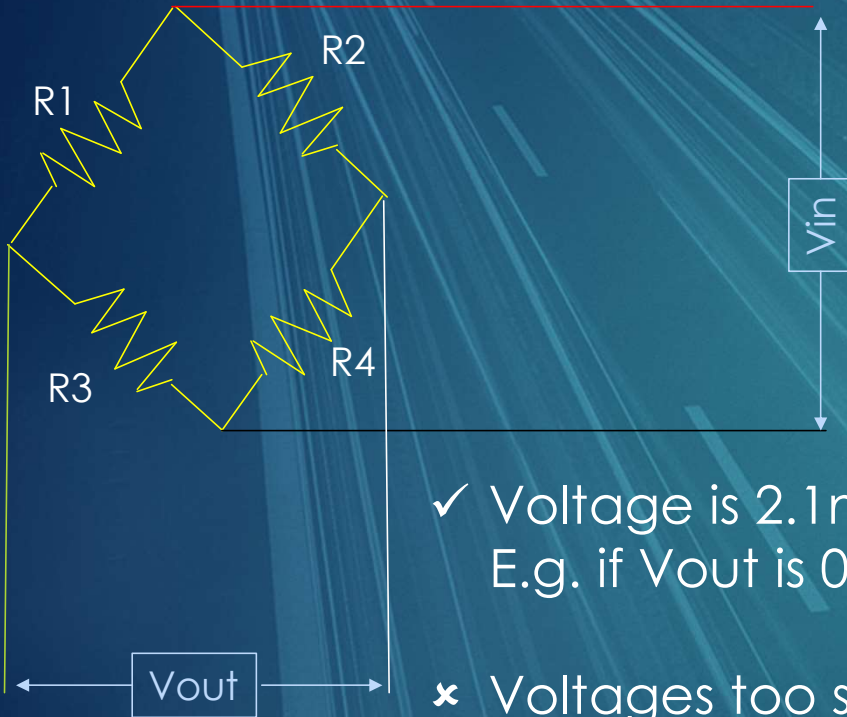 R2
R1
Vin
R4
R3
✓ Voltage is 2.1
E.g. if Vout is 0
Vout
× Voltages too s